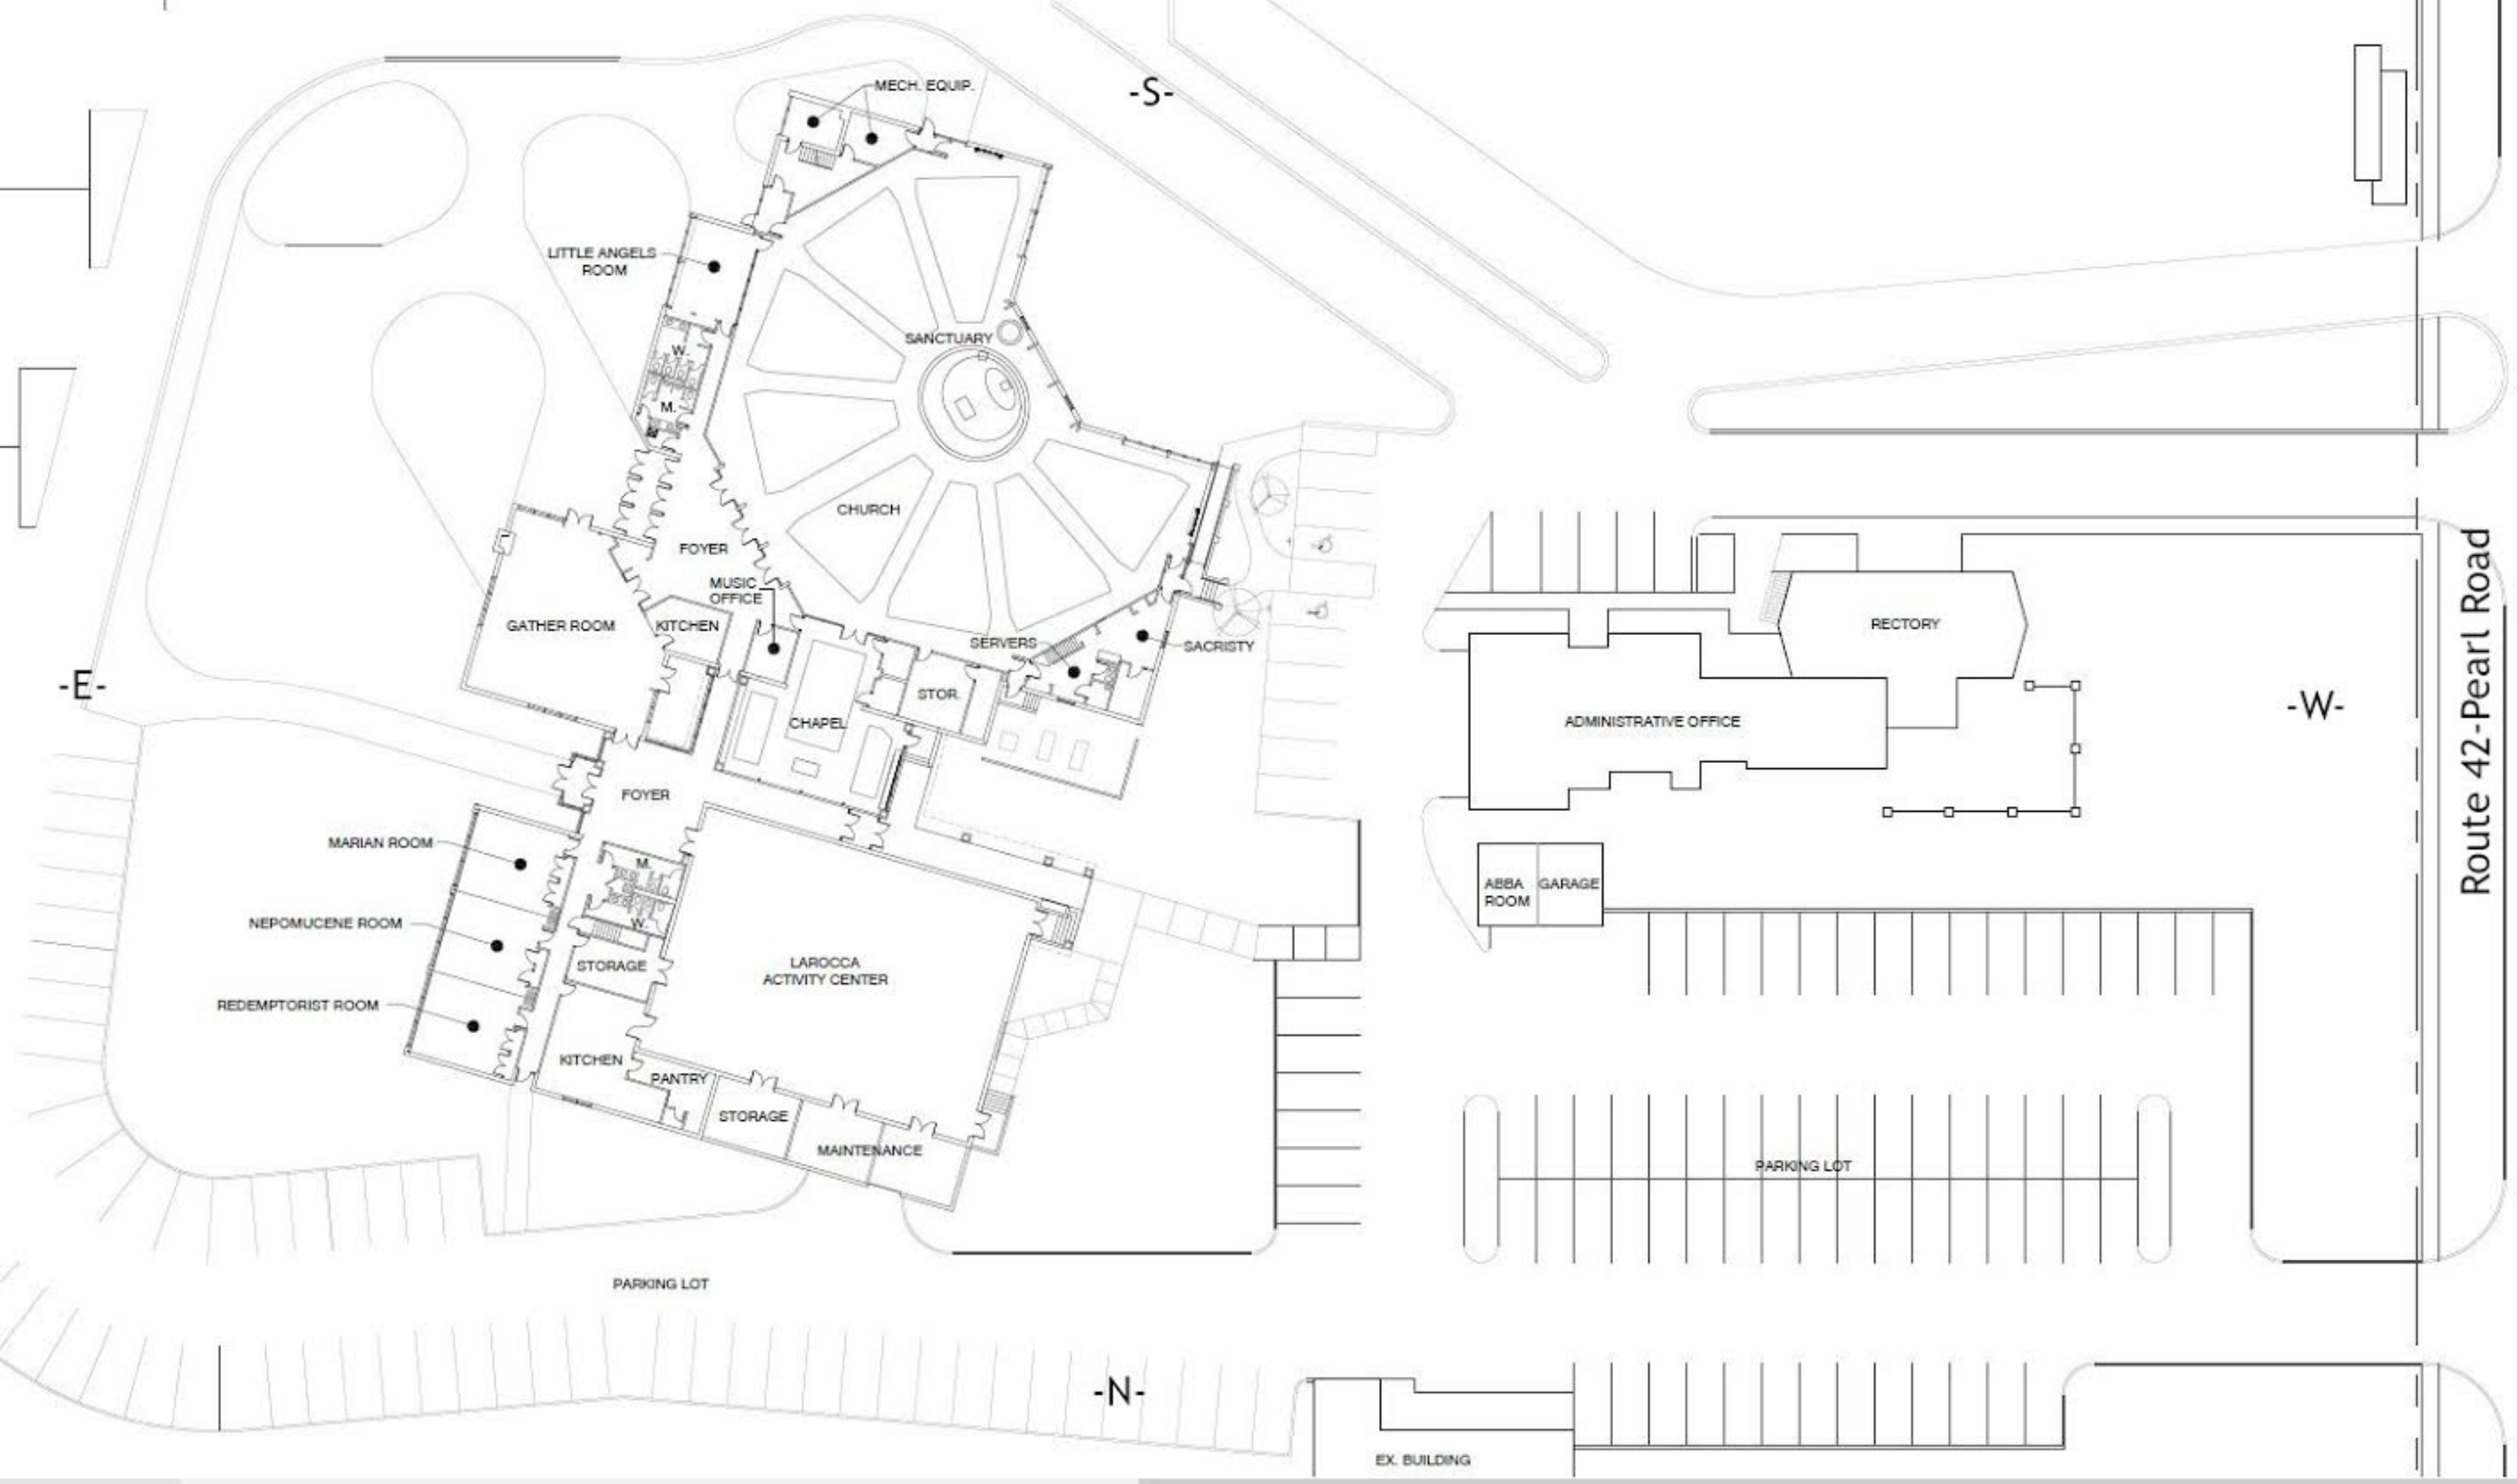 MECH. EQUIP.
-S-
LITTLE ANGELS
ROOM
SANCTUARY
W.
M.
CHURCH
FOYER
MUSIC
OFFICE
GATHER ROOM
KITCHEN
SERVERS
SACRISTY
RECTORY
-E-
STOR.
-W-
CHAPEL
ADMINISTRATIVE OFFICE
Route 42-Pearl Road
FOYER
MARIAN ROOM
M.
ABBA
ROOM
GARAGE
NEPOMUCENE ROOM
W.
STORAGE
LAROCCA
ACTIVITY CENTER
REDEMPTORIST ROOM
KITCHEN
PANTRY
STORAGE
MAINTENANCE
PARKING LOT
PARKING LOT
-N-
EX. BUILDING